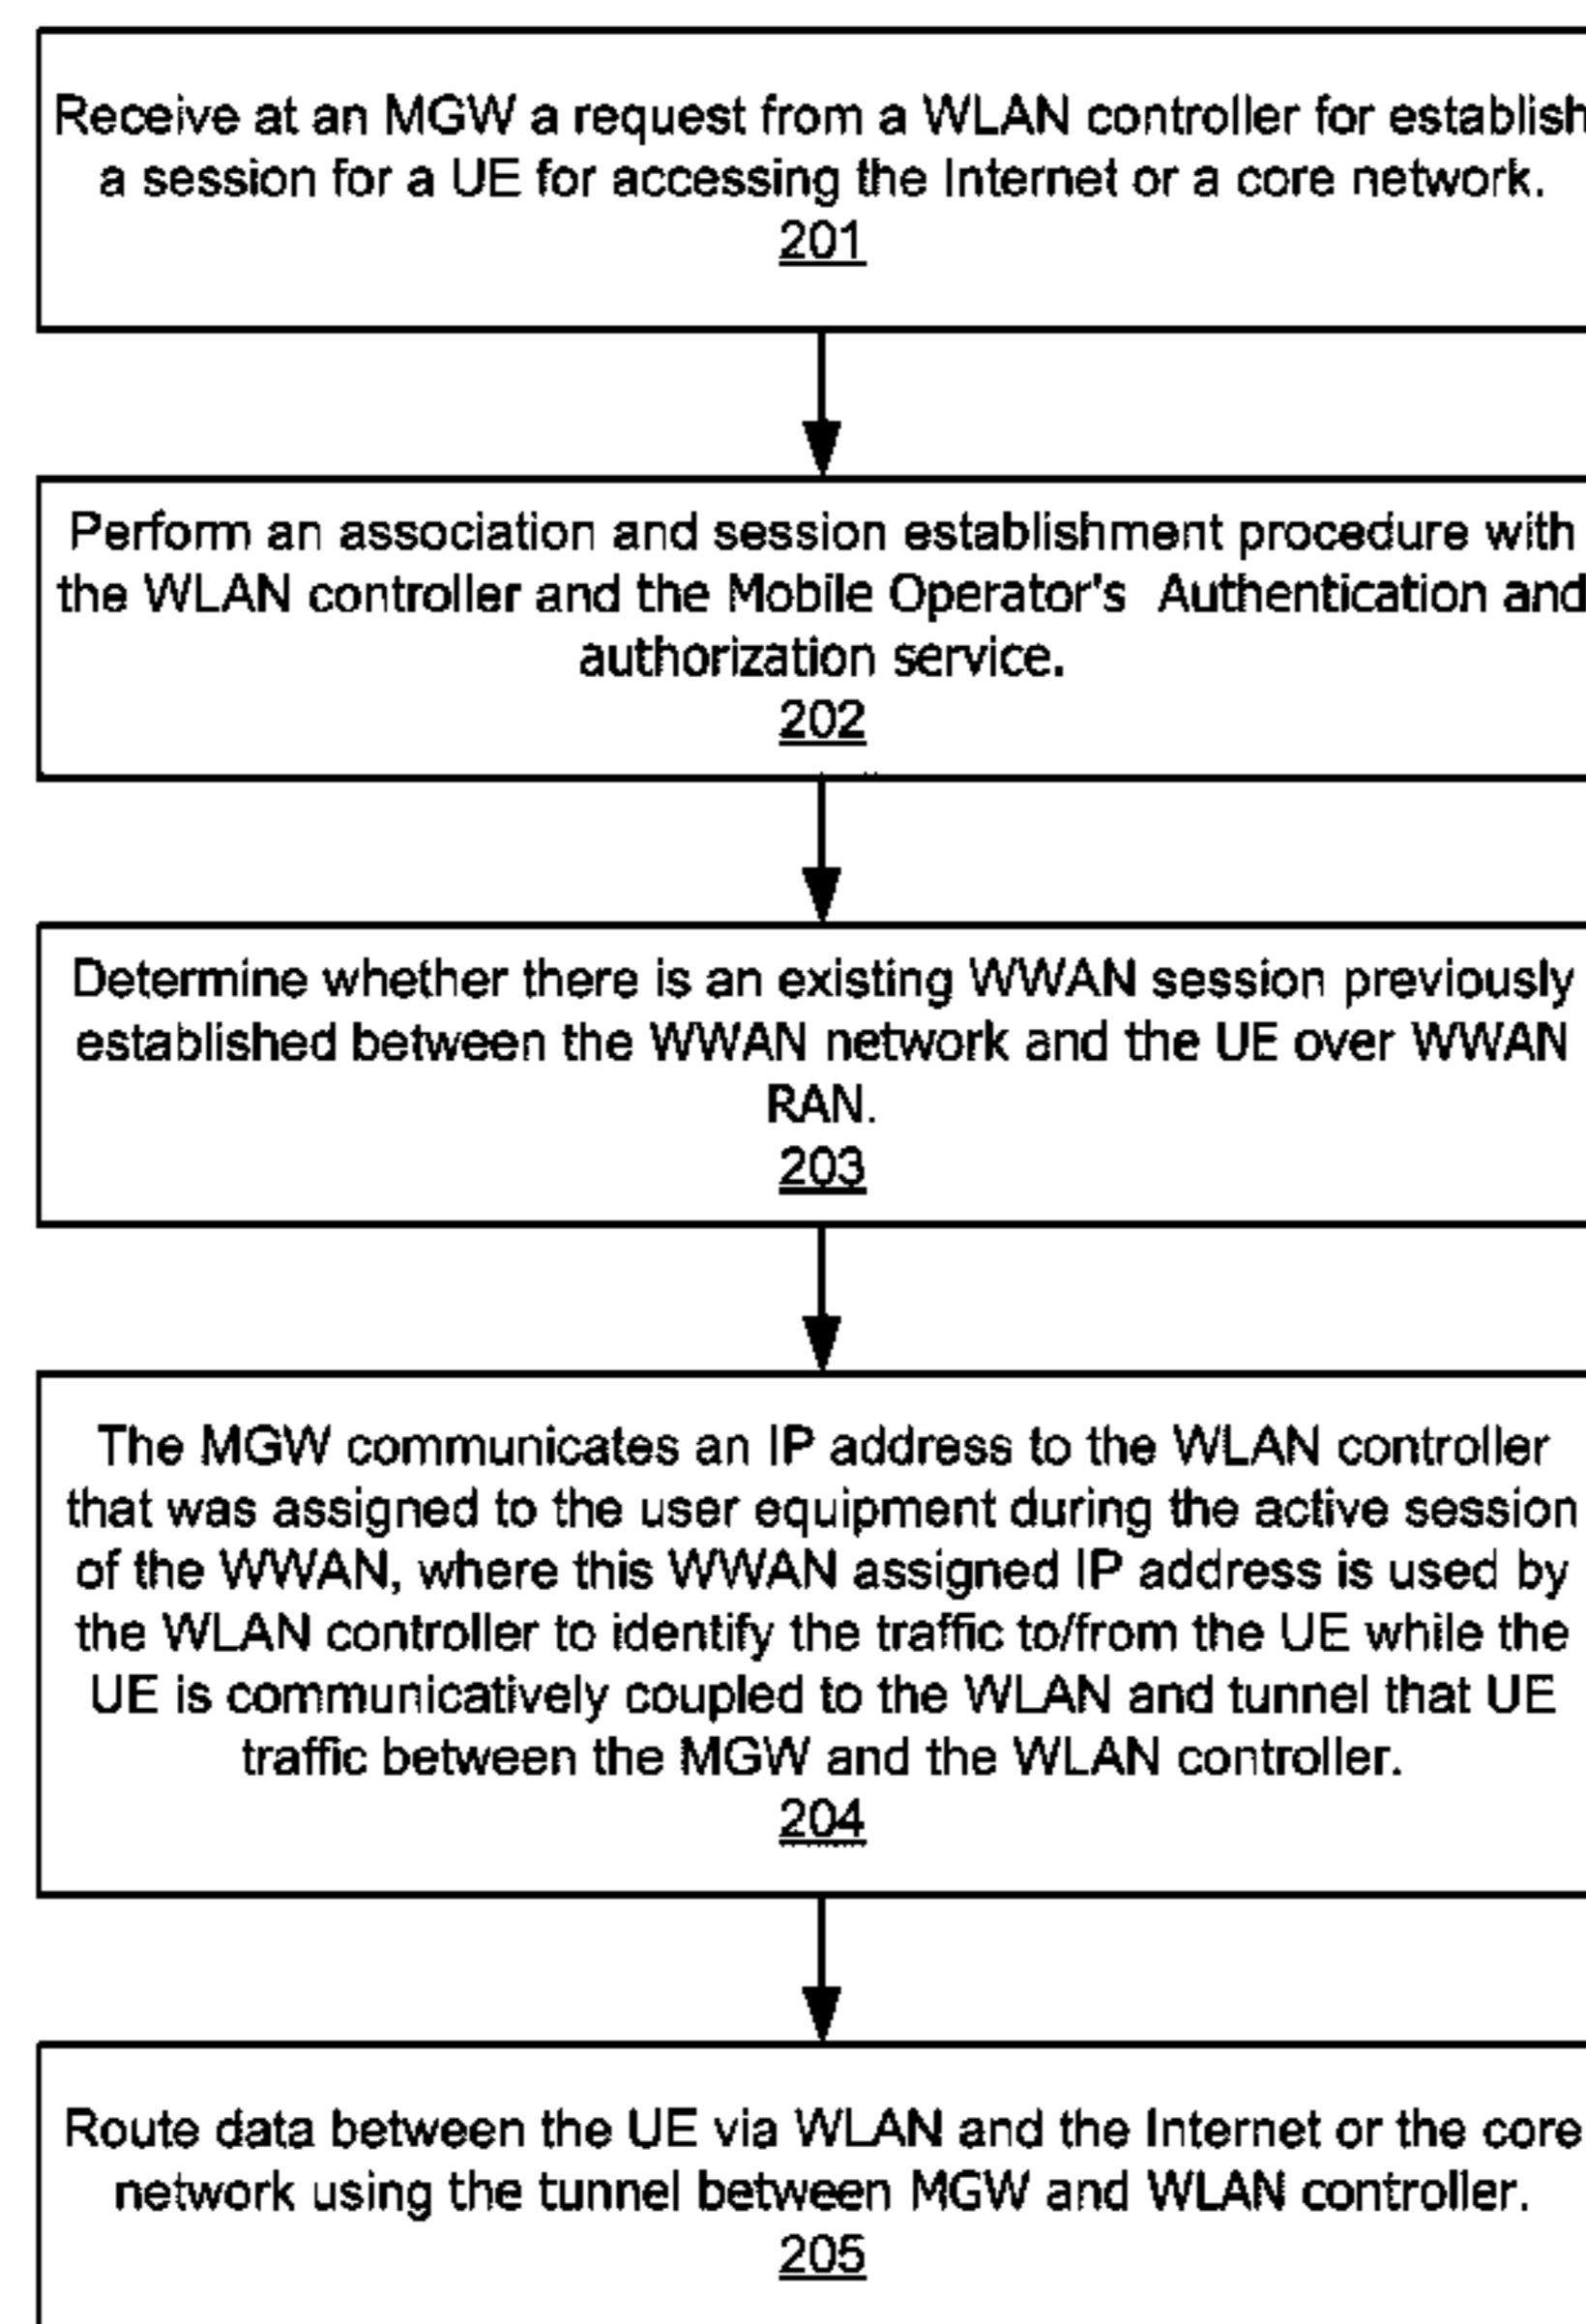 Receive at an MGW a request from a WLAN controller for establish
a session for a UE for accessing the Internet or a core network.
201
Perform an association and session establishment procedure with
the WLAN controller and the Mobile Operator's Authentication and
authorization service.
202
Determine whether there is an existing WWAN session previously
established between the WWAN network and the UE over WWAN
RAN.
203
The MGW communicates an IP address to the WLAN controller
that was assigned to the user equipment during the active session
of the WWAN, where this WWAN assigned IP address is used by
the WLAN controller to identify the traffic to/from the UE while the
UE is communicatively coupled to the WLAN and tunnel that UE
traffic between the MGW and the WLAN controller.
204
Route data between the UE via WLAN and the Internet or the core
network using the tunnel between MGW and WLAN controller.
205